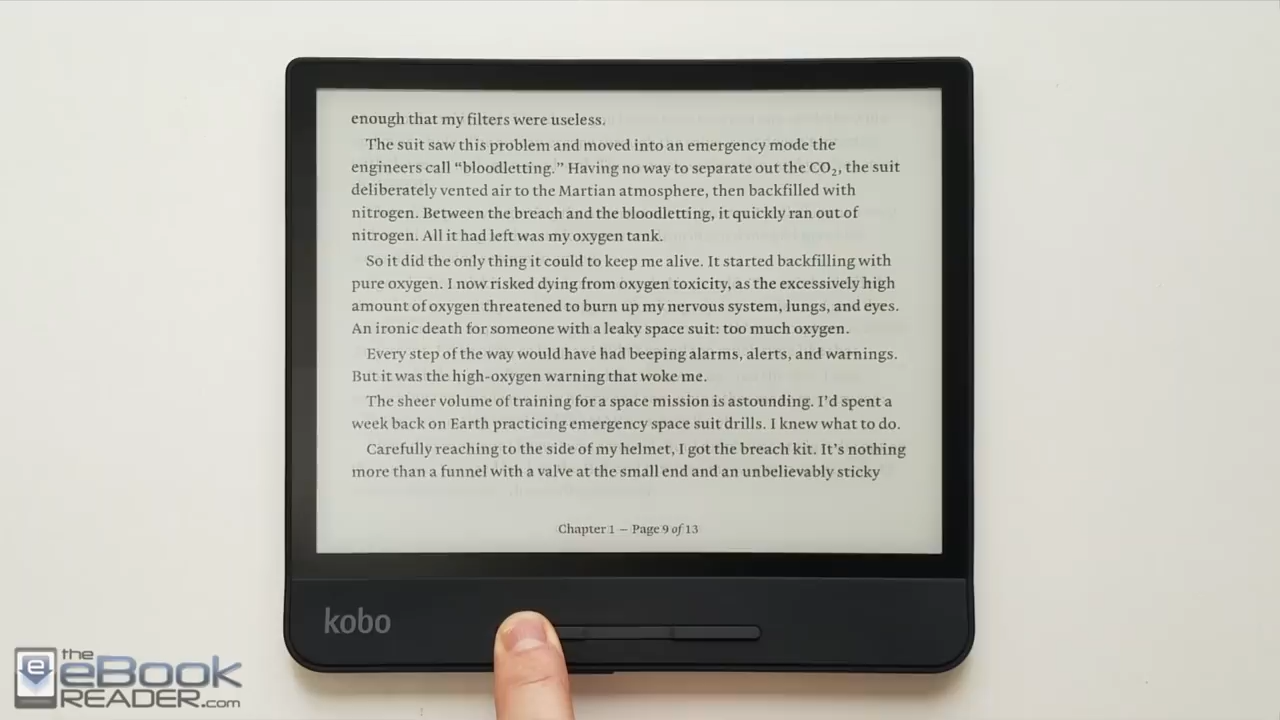 enough that my filters were useless.
The suit saw this problem and moved into an emergency mode the
engineers call “bloodletting.” Having no way to separate out the CO₂, the suit
deliberately vented air to the Martian atmosphere, then backfilled with
nitrogen. Between the breach and the bloodletting, it quickly ran out of
nitrogen. All it had left was my oxygen tank.
So it did the only thing it could to keep me alive. It started backfilling with
pure oxygen. I now risked dying from oxygen toxicity, as the excessively high
amount of oxygen threatened to burn up my nervous system, lungs, and eyes.
An ironic death for someone with a leaky space suit: too much oxygen.
Every step of the way would have had beeping alarms, alerts, and warnings.
But it was the high-oxygen warning that woke me.
The sheer volume of training for a space mission is astounding. I’d spent a
week back on Earth practicing emergency space suit drills. I knew what to do.
Carefully reaching to the side of my helmet, I got the breach kit. It’s nothing
more than a funnel with a valve at the small end and an unbelievably sticky
Chapter 1 – Page 9 of 13
kobo
the
eBook
READER.com